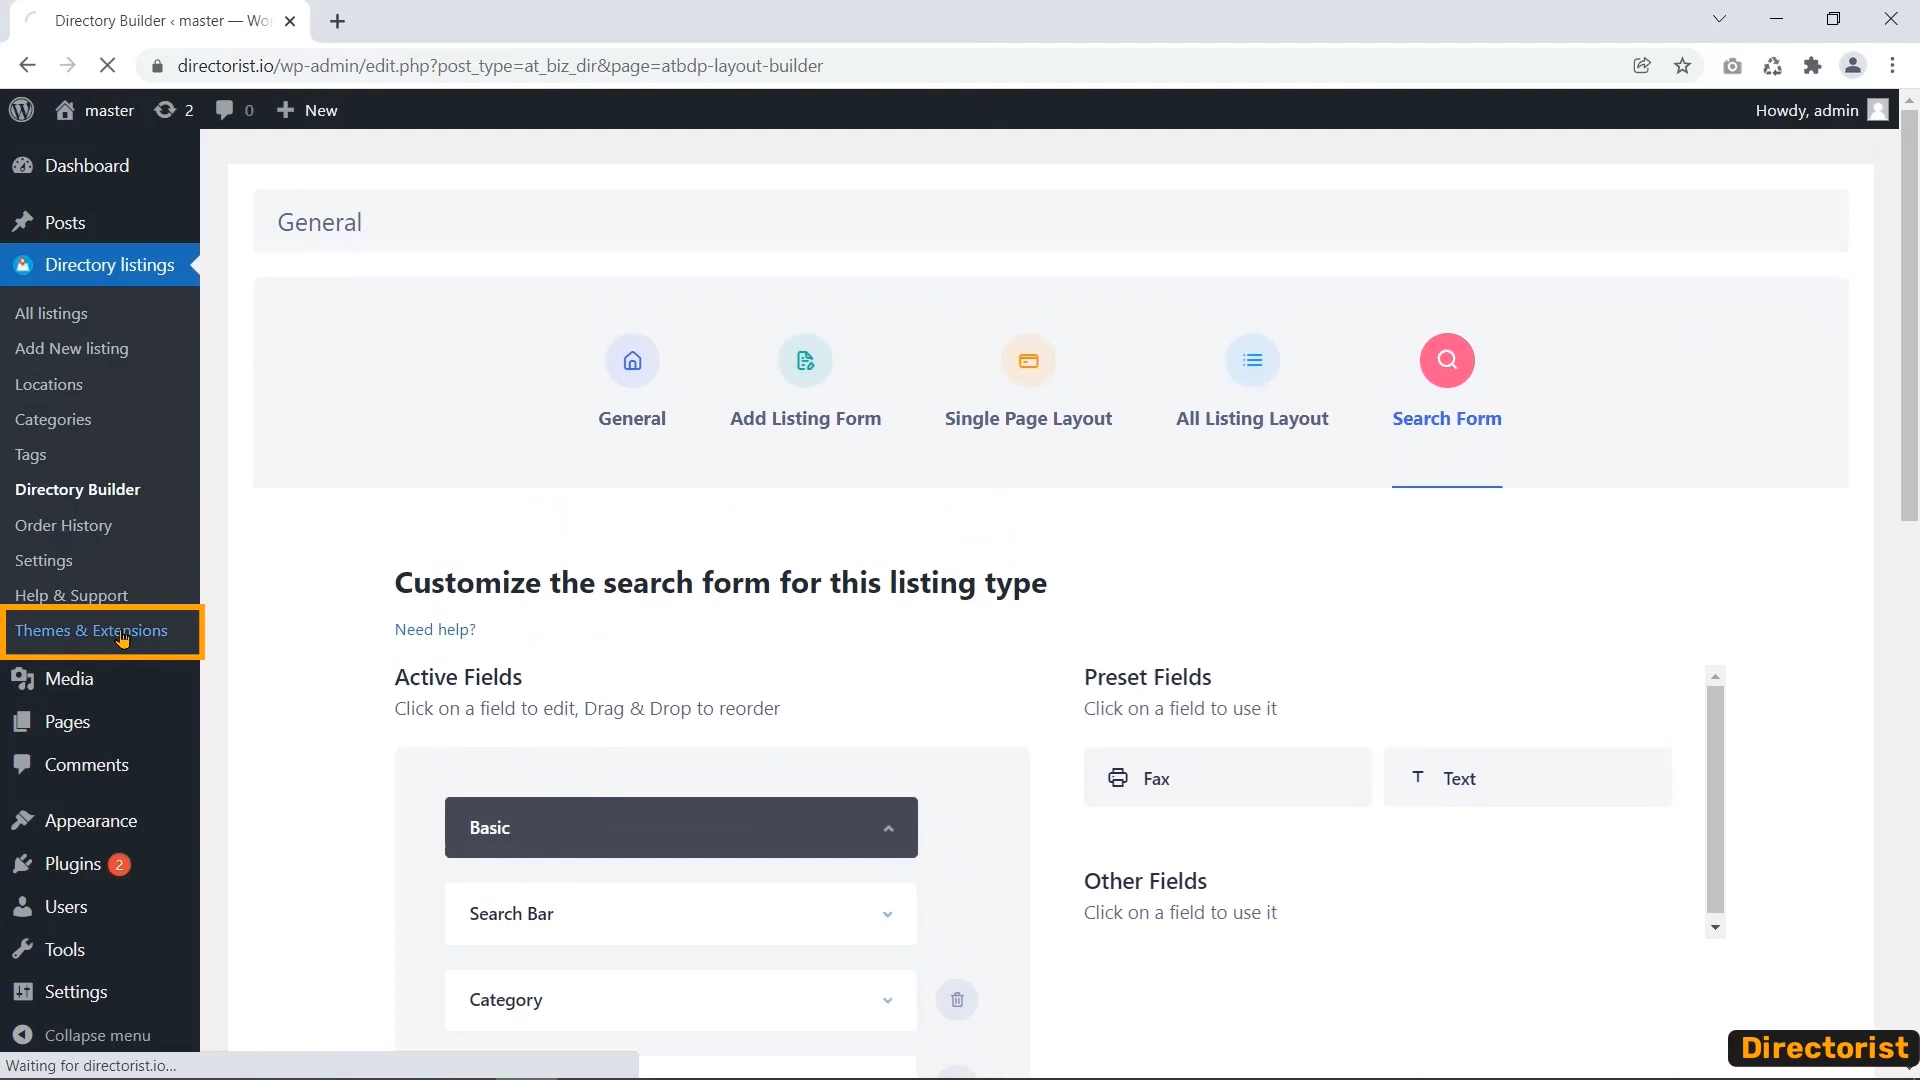 Directory Builder ‹ master — Wo
directorist.io/wp-admin/edit.php?post_type=at_biz_dir&page=atbdp-layout-builder
master
2
0
New
Howdy, admin
Dashboard
Posts
Directory listings
All listings
Add New listing
Locations
Categories
Tags
Directory Builder
Order History
Settings
Help & Support
Themes & Extensions
Media
Pages
Comments
Appearance
Plugins 2
Users
Tools
Settings
Collapse menu
Waiting for directorist.io...
General
General
Add Listing Form
Single Page Layout
All Listing Layout
Search Form
Customize the search form for this listing type
Need help?
Active Fields
Click on a field to edit, Drag & Drop to reorder
Basic
Search Bar
Category
Preset Fields
Click on a field to use it
Fax
Text
Other Fields
Click on a field to use it
Directorist